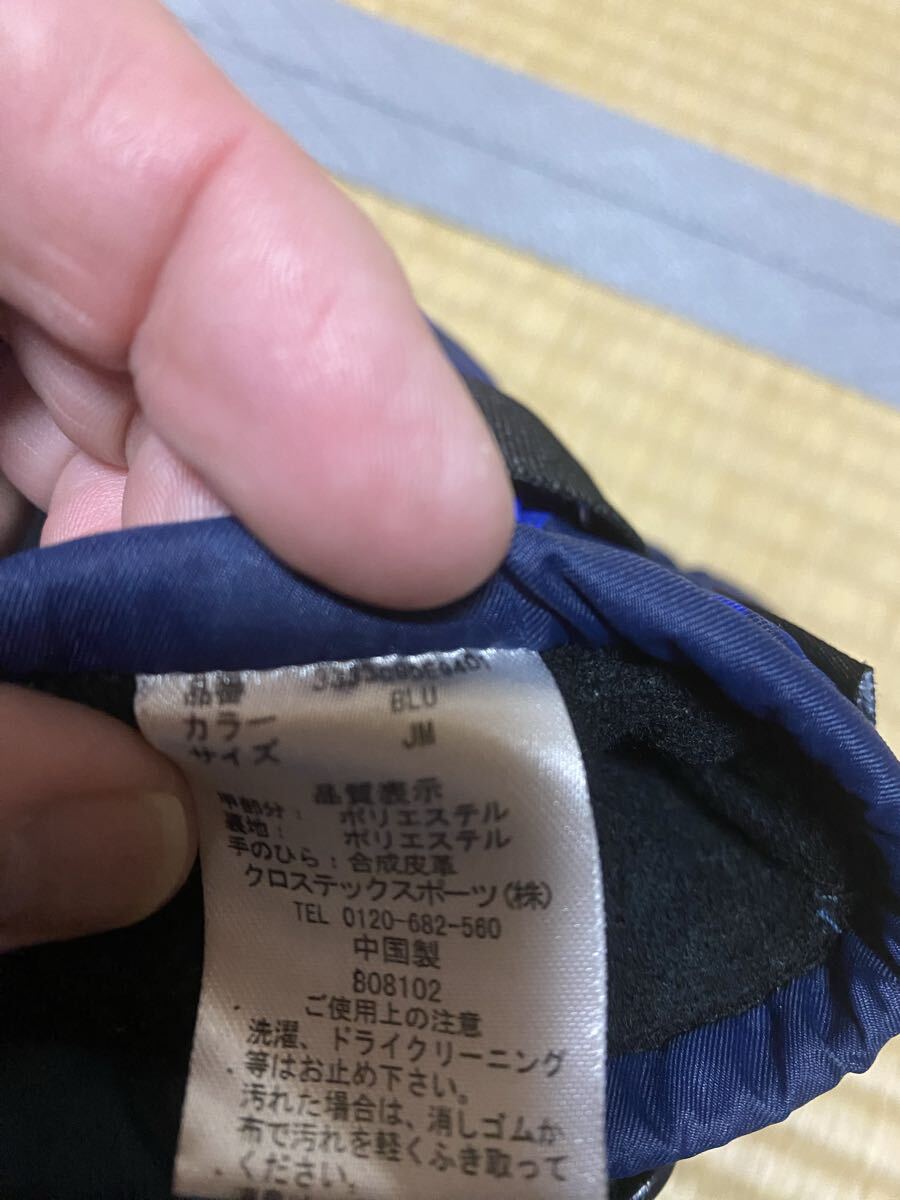 品番
カラー BLU
サイズ JM
品質表示
甲部分: ポリエステル
裏地: ポリエステル
手のひら:合成皮革
クロステックスポーツ(株)
TEL 0120-682-560
中国製
808102
ご使用上の注意
洗濯、ドライクリーニング
等はお止め下さい。
汚れた場合は、消しゴムか
布で汚れを軽くふき取って
ください。